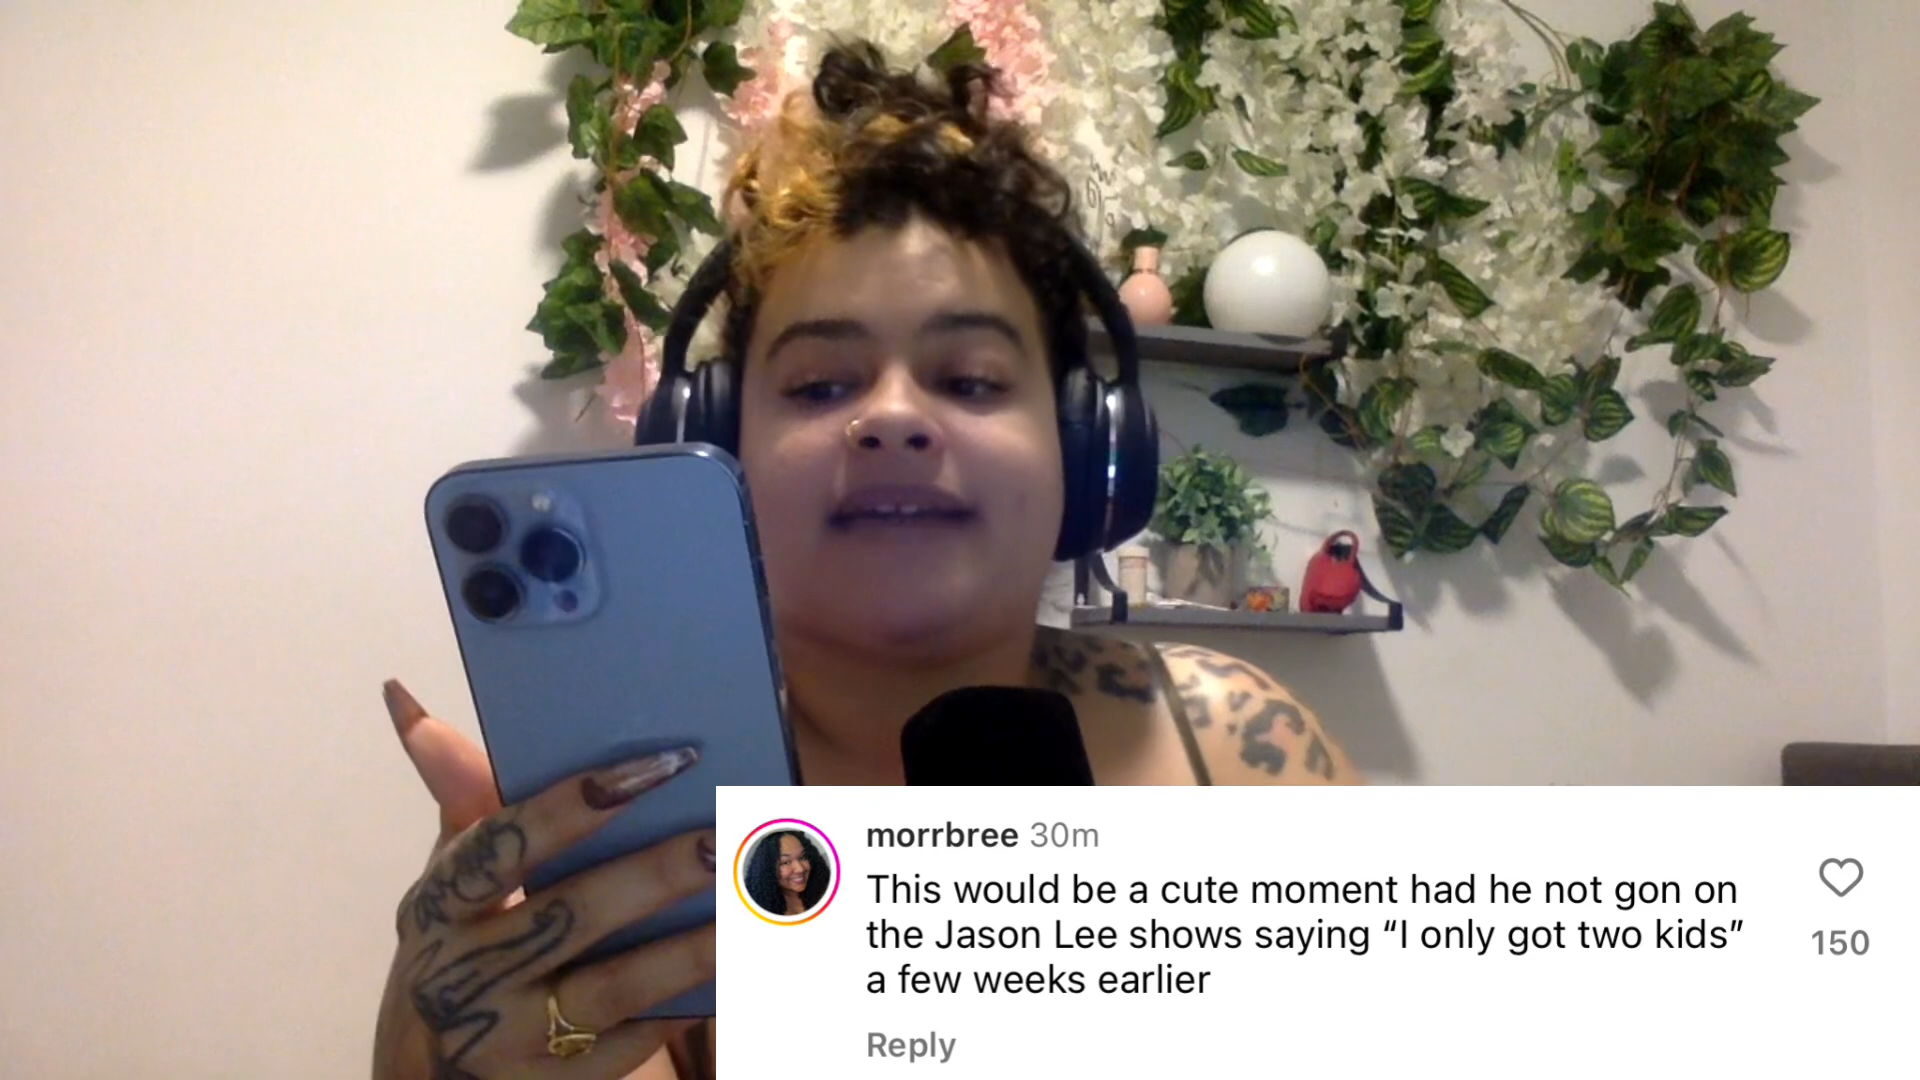 morrbree 30m
This would be a cute moment had he not gon on
the Jason Lee shows saying “I only got two kids”
a few weeks earlier
150
Reply